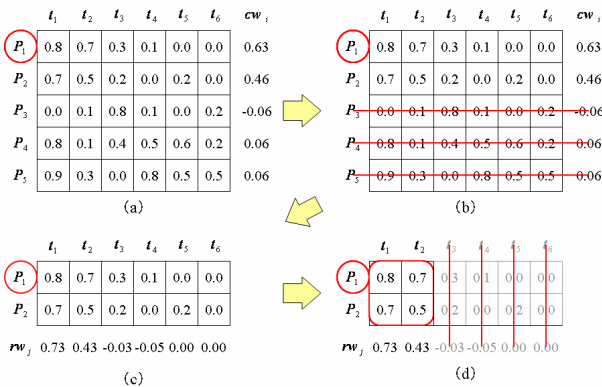 t1 t2 t3 t4 t5 t6 cw i
P1 0.8 0.7 0.3 0.1 0.0 0.0 0.63
P2 0.7 0.5 0.2 0.0 0.2 0.0 0.46
P3 0.0 0.1 0.8 0.1 0.0 0.2 -0.06
P4 0.8 0.1 0.4 0.5 0.6 0.2 0.06
P5 0.9 0.3 0.0 0.8 0.5 0.5 0.06
(a)
t1 t2 t3 t4 t5 t6 cw i
P1 0.8 0.7 0.3 0.1 0.0 0.0 0.63
P2 0.7 0.5 0.2 0.0 0.2 0.0 0.46
P3 0.0 0.1 0.8 0.1 0.0 0.2 -0.06
P4 0.8 0.1 0.4 0.5 0.6 0.2 0.06
P5 0.9 0.3 0.0 0.8 0.5 0.5 0.06
(b)
t1 t2 t3 t4 t5 t6
P1 0.8 0.7 0.3 0.1 0.0 0.0
P2 0.7 0.5 0.2 0.0 0.2 0.0
rw j 0.73 0.43 -0.03 -0.05 0.00 0.00
(c)
t1 t2 t3 t4 t5 t6
P1 0.8 0.7 0.3 0.1 0.0 0.0
P2 0.7 0.5 0.2 0.0 0.2 0.0
rw j 0.73 0.43 -0.03 -0.05 0.00 0.00
(d)